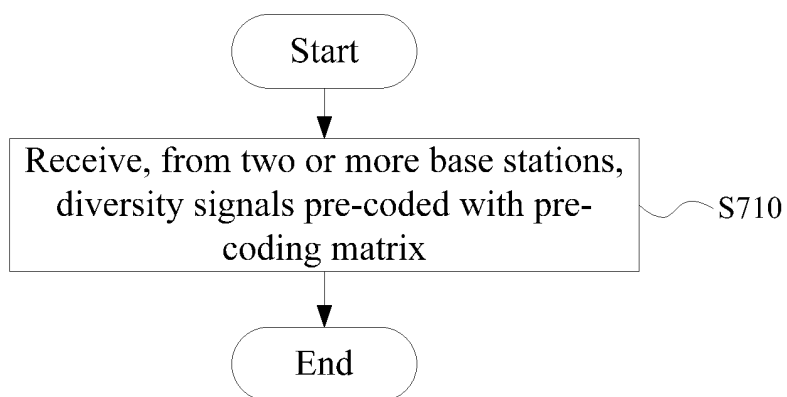 Start
Receive, from two or more base stations,
diversity signals pre-coded with pre-
coding matrix
S710
End